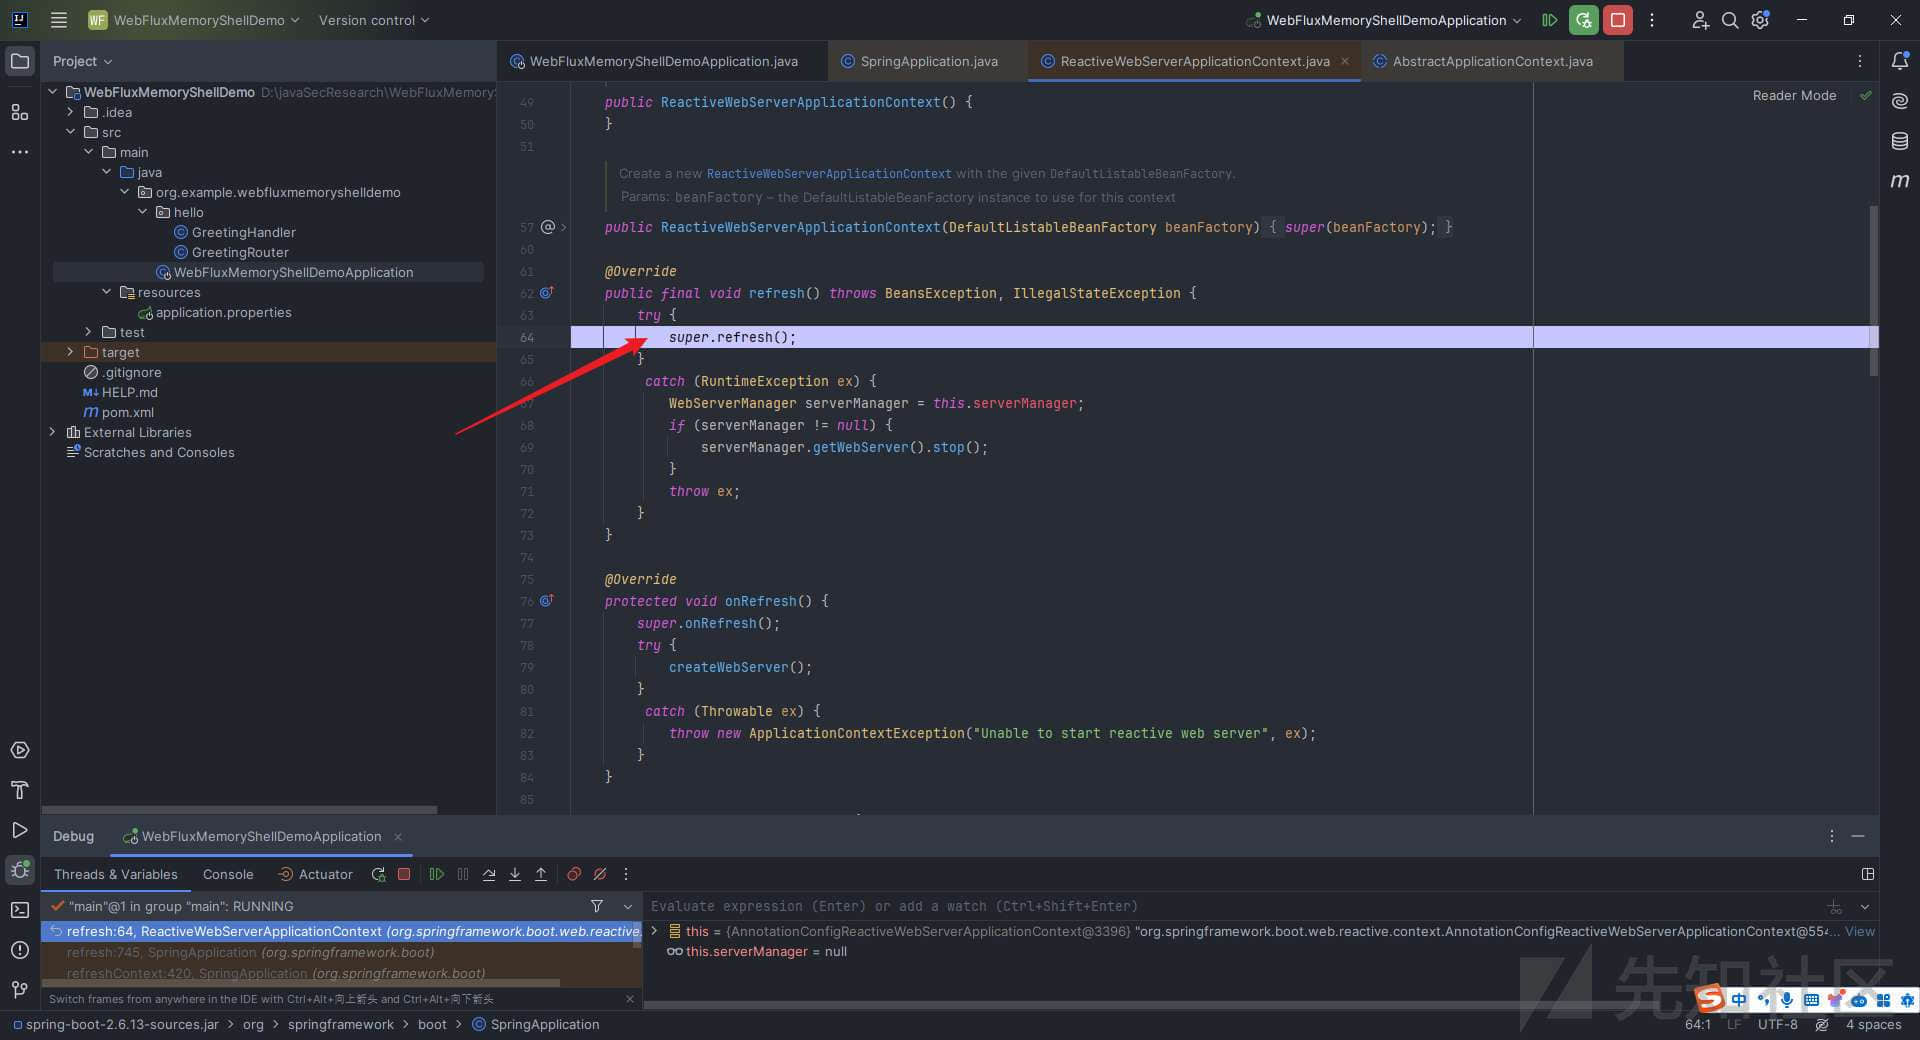 WF WebFluxMemoryShellDemo Version control WebFluxMemoryShellDemoApplication
Project
WebFluxMemoryShellDemoApplication.java SpringApplication.java ReactiveWebServerApplicationContext.java AbstractApplicationContext.java
WebFluxMemoryShellDemo D:\javaSecResearch\WebFluxMemory
.idea
src
main
java
org.example.webfluxmemoryshelldemo
hello
GreetingHandler
GreetingRouter
WebFluxMemoryShellDemoApplication
resources
application.properties
test
target
.gitignore
HELP.md
pom.xml
External Libraries
Scratches and Consoles
Reader Mode
49 public ReactiveWebServerApplicationContext() {
50 }
51
Create a new ReactiveWebServerApplicationContext with the given DefaultListableBeanFactory.
Params: beanFactory – the DefaultListableBeanFactory instance to use for this context
57 public ReactiveWebServerApplicationContext(DefaultListableBeanFactory beanFactory) { super(beanFactory); }
60
61 @Override
62 public final void refresh() throws BeansException, IllegalStateException {
63 try {
64 super.refresh();
65 }
66 catch (RuntimeException ex) {
67 WebServerManager serverManager = this.serverManager;
68 if (serverManager != null) {
69 serverManager.getWebServer().stop();
70 }
71 throw ex;
72 }
73 }
74
75 @Override
76 protected void onRefresh() {
77 super.onRefresh();
78 try {
79 createWebServer();
80 }
81 catch (Throwable ex) {
82 throw new ApplicationContextException("Unable to start reactive web server", ex);
83 }
84 }
85
Debug WebFluxMemoryShellDemoApplication
Threads & Variables Console Actuator
"main"@1 in group "main": RUNNING
refresh:64, ReactiveWebServerApplicationContext (org.springframework.boot.web.reactive.
refresh:745, SpringApplication (org.springframework.boot)
refreshContext:420, SpringApplication (org.springframework.boot)
Switch frames from anywhere in the IDE with Ctrl+Alt+向上箭头 and Ctrl+Alt+向下箭头
Evaluate expression (Enter) or add a watch (Ctrl+Shift+Enter)
this = {AnnotationConfigReactiveWebServerApplicationContext@3396} "org.springframework.boot.web.reactive.context.AnnotationConfigReactiveWebServerApplicationContext@554... View
this.serverManager = null
先知社区
中
spring-boot-2.6.13-sources.jar org springframework boot SpringApplication
64:1 LF UTF-8 4 spaces